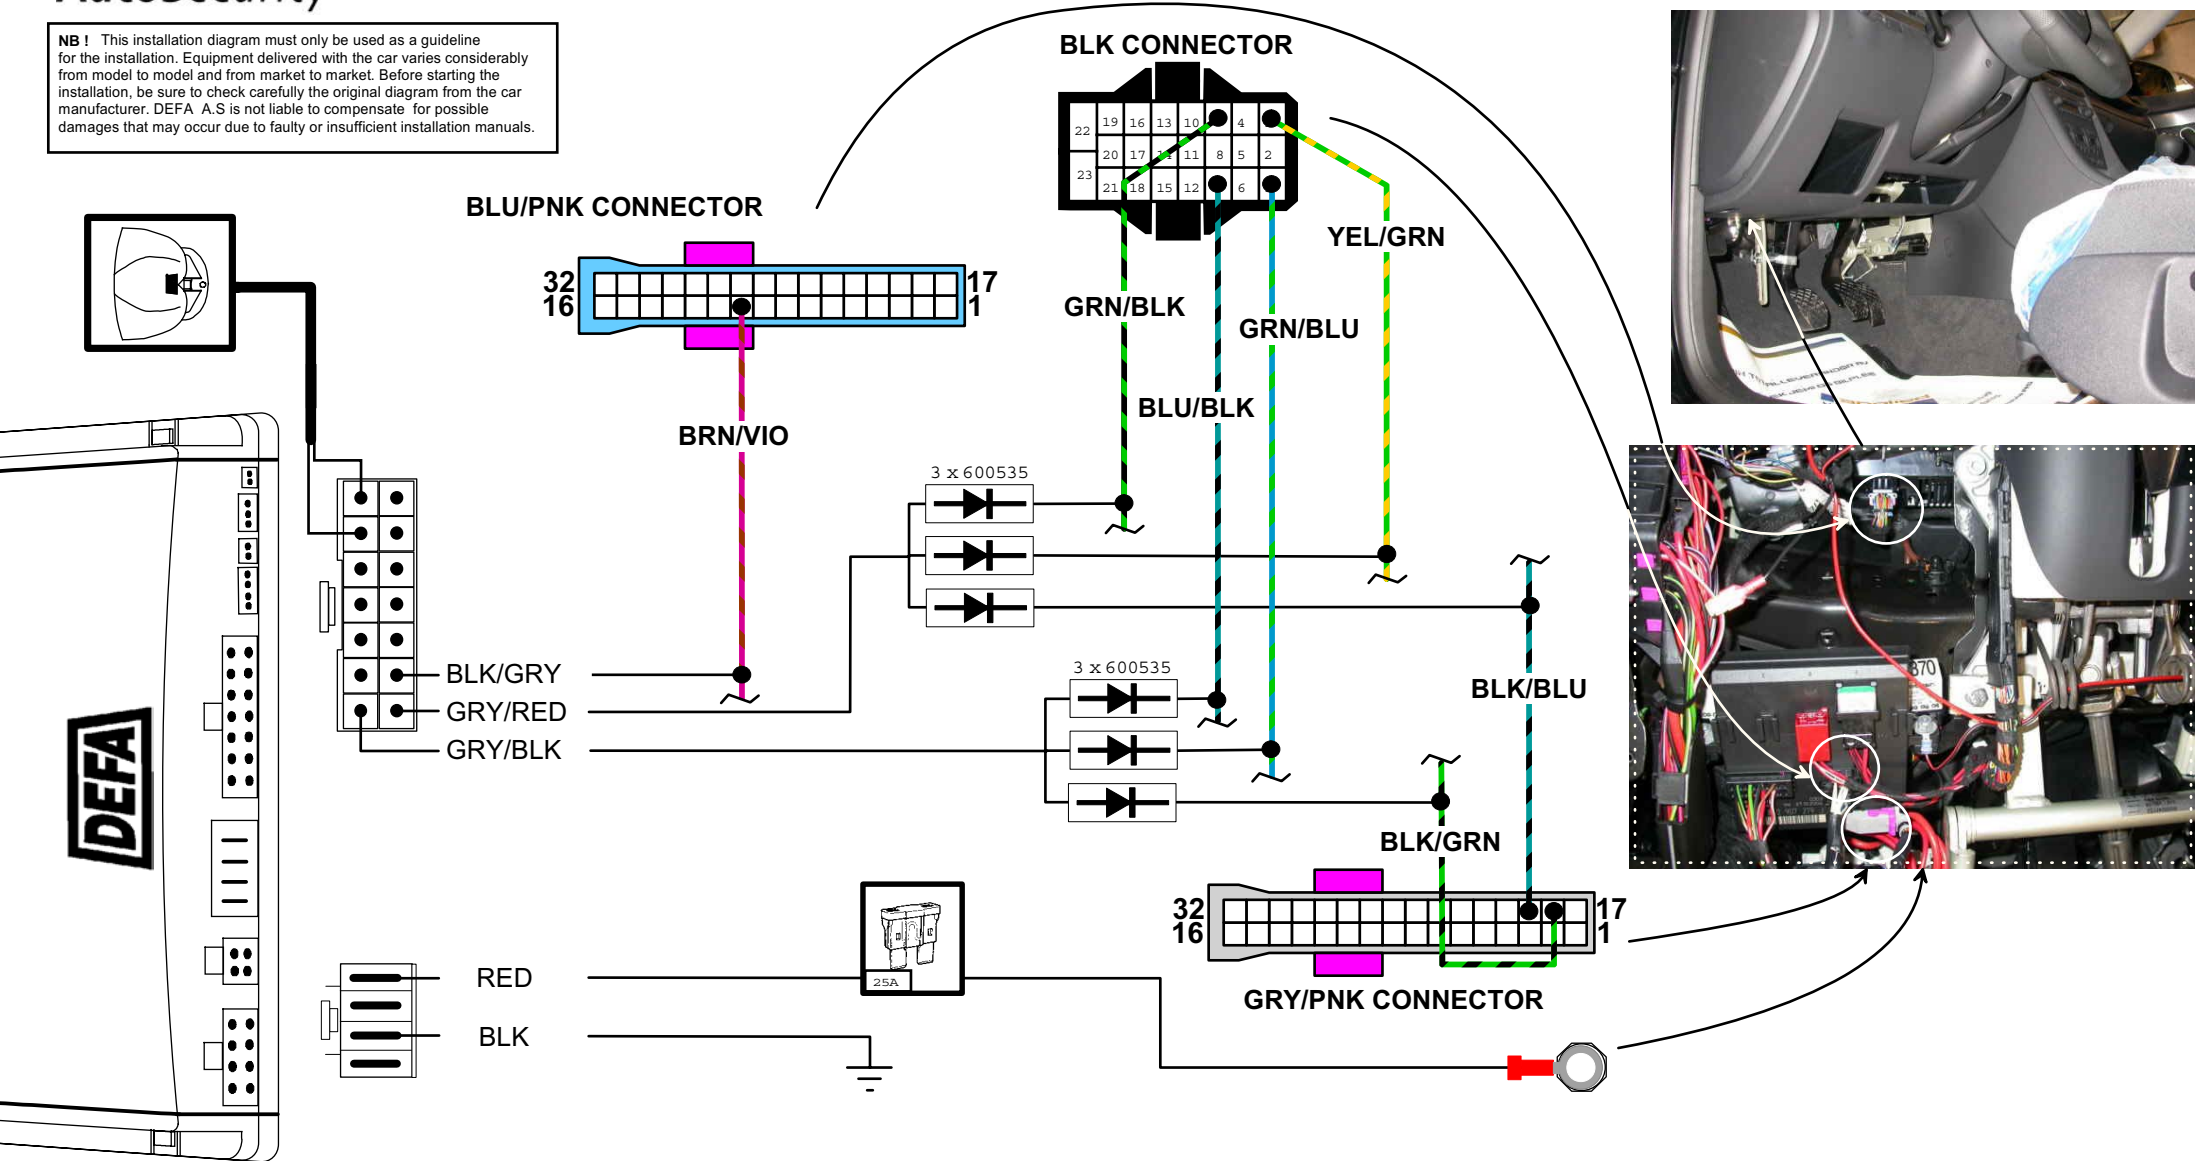 AutoSecurity
NB ! This installation diagram must only be used as a guideline
for the installation. Equipment delivered with the car varies considerably
from model to model and from market to market. Before starting the
installation, be sure to check carefully the original diagram from the car
manufacturer. DEFA A.S is not liable to compensate for possible
damages that may occur due to faulty or insufficient installation manuals.
BLK CONNECTOR
22 19 16 13 10 4
20 17 14 11 8 5 2
23 21 18 15 12 6
BLU/PNK CONNECTOR
32 17
16 1
YEL/GRN
GRN/BLK
GRN/BLU
BLU/BLK
BRN/VIO
3 x 600535
BLK/GRY
GRY/RED
GRY/BLK
3 x 600535
BLK/BLU
BLK/GRN
DEFA
32 17
16 1
GRY/PNK CONNECTOR
RED
25A
BLK
870